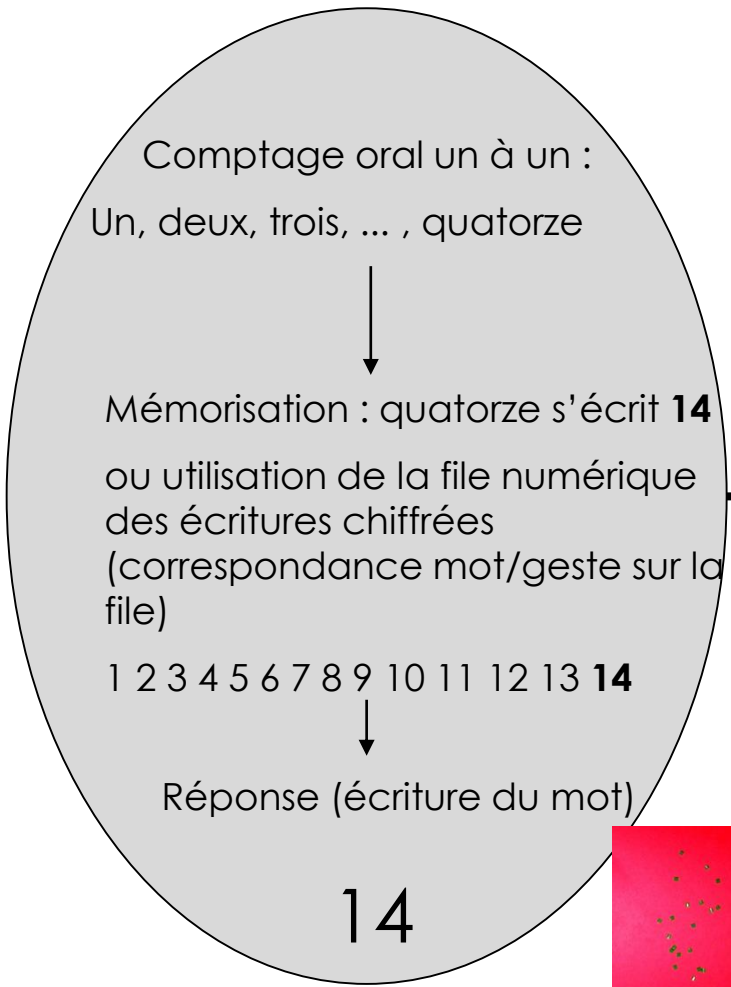 Comptage oral un à un :
Un, deux, trois, ... , quatorze
Mémorisation : quatorze s’écrit 14
ou utilisation de la file numérique
des écritures chiffrées
(correspondance mot/geste sur la
file)
1 2 3 4 5 6 7 8 9 10 11 12 13 14
Réponse (écriture du mot)
14